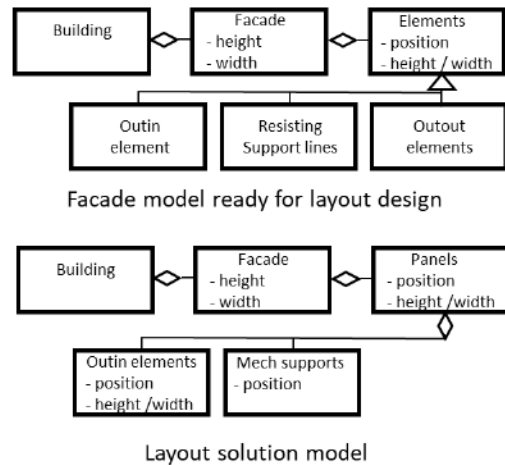 Building
Facade
- height
- width
Elements
- position
- height / width
Outin
element
Resisting
Support lines
Outout
elements
Facade model ready for layout design
Building
Facade
- height
- width
Panels
- position
- height /width
Outin elements
- position
- height /width
Mech supports
- position
Layout solution model